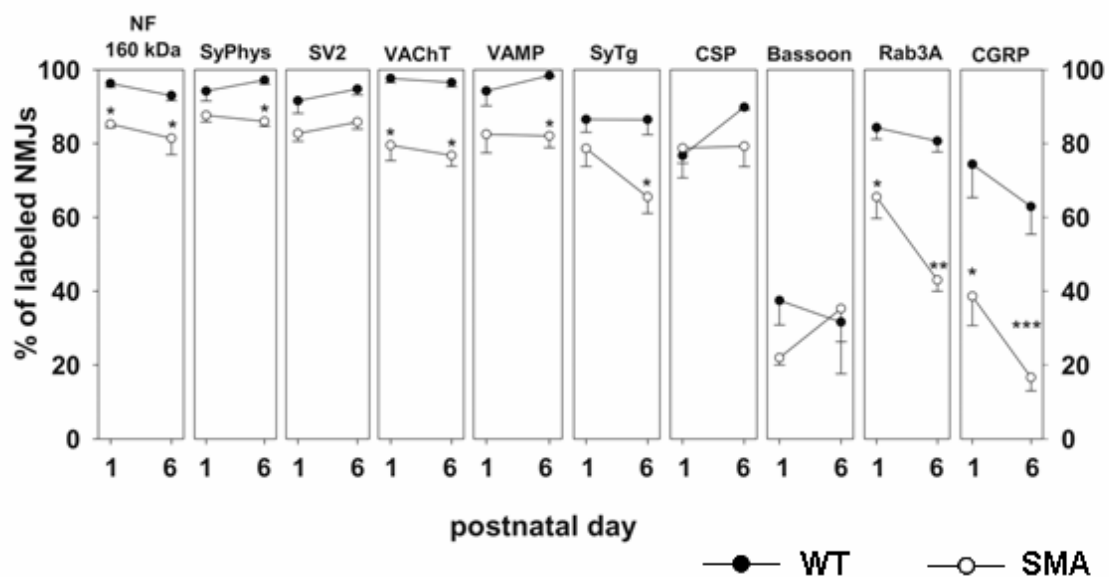 NF
160 kDa SyPhys SV2 VAChT VAMP SyTg CSP Bassoon Rab3A CGRP
% of labeled NMJs
100 100
80 80
60 60
40 40
20 20
0 0
* * * * * * * * ** * ***
1 6 1 6 1 6 1 6 1 6 1 6 1 6 1 6 1 6 1 6
postnatal day
WT SMA